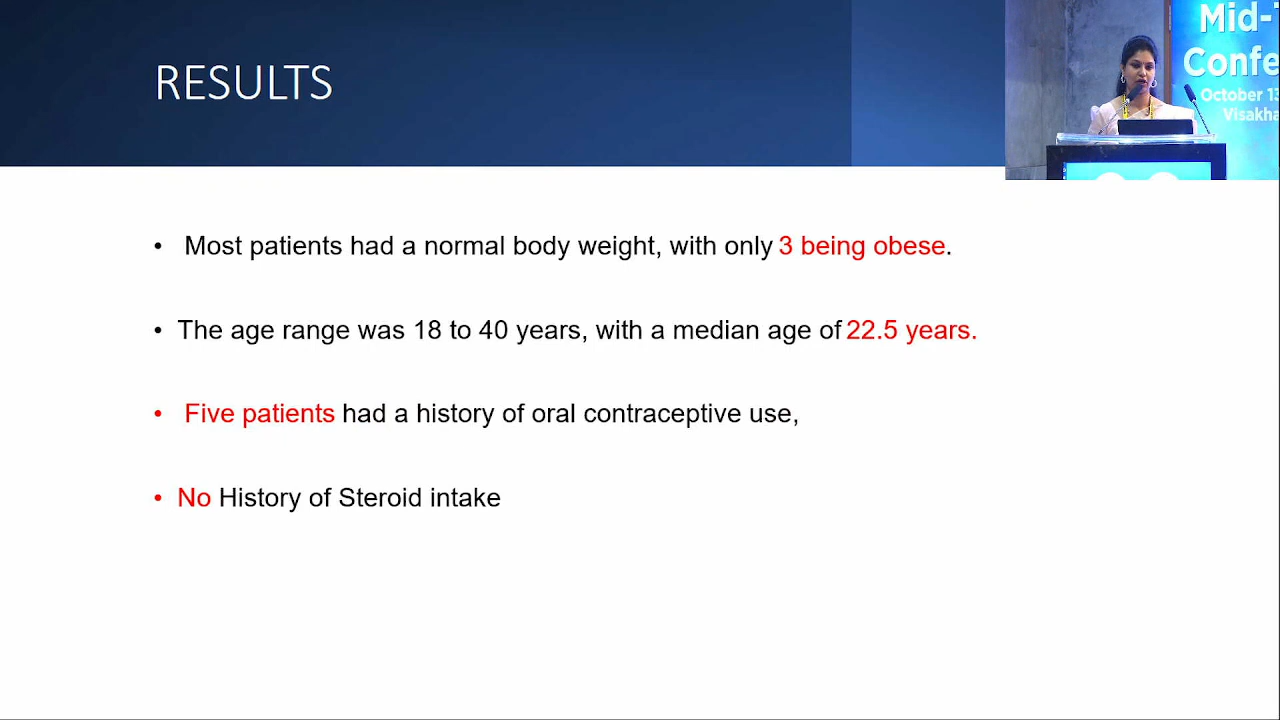 RESULTS
Mid-
Confe
October 13
Visakha
• Most patients had a normal body weight, with only 3 being obese.
• The age range was 18 to 40 years, with a median age of 22.5 years.
• Five patients had a history of oral contraceptive use,
• No History of Steroid intake